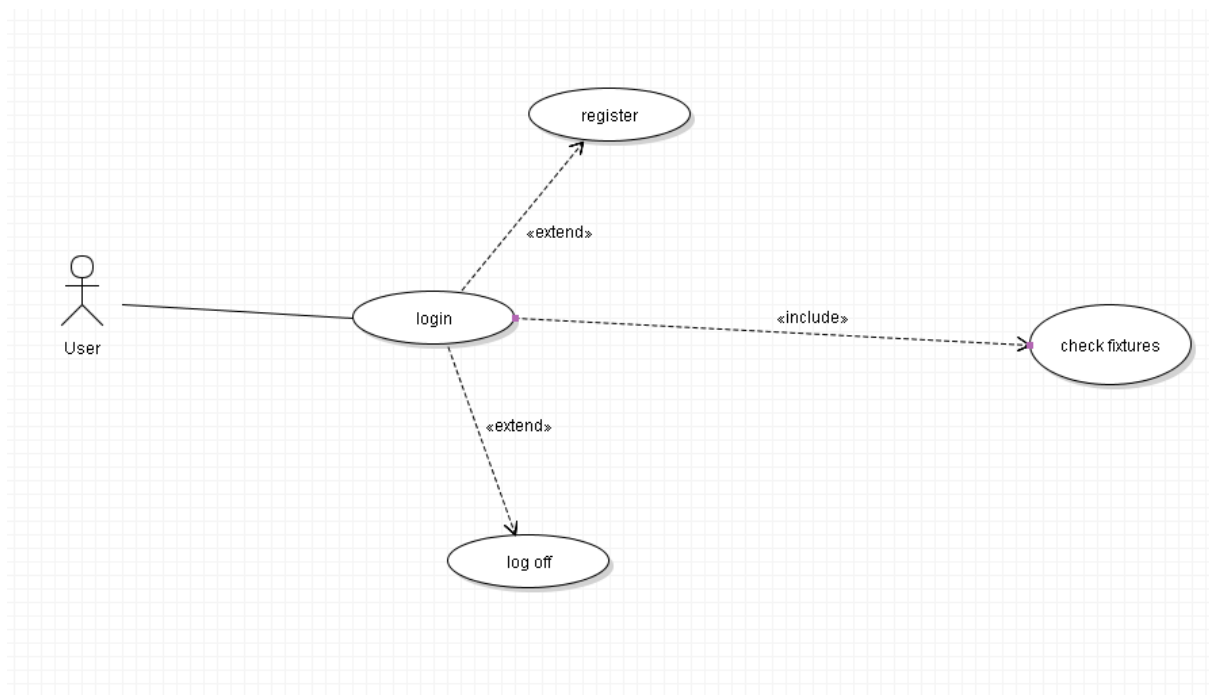 register
«extend»
User
login
«include»
check fixtures
«extend»
log off